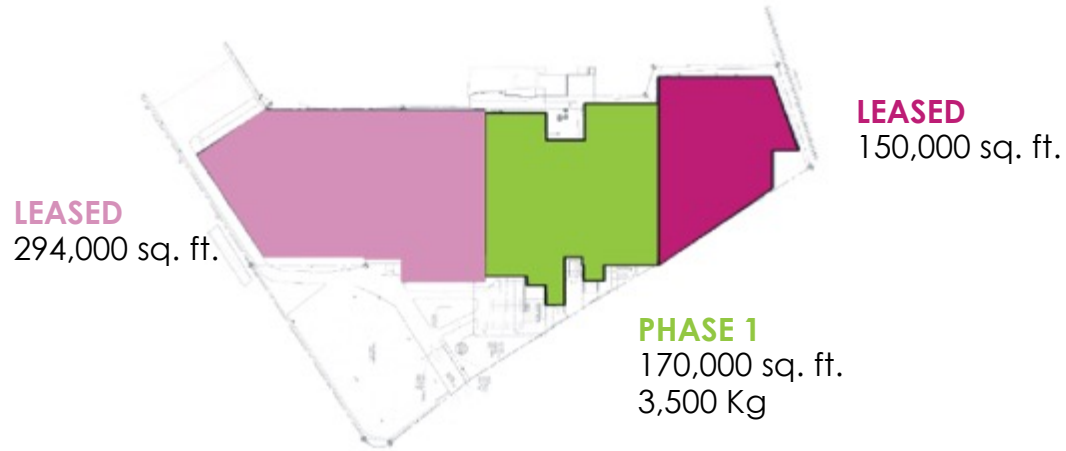 LEASED
294,000 sq. ft.
PHASE 1
170,000 sq. ft.
3,500 Kg
LEASED
150,000 sq. ft.